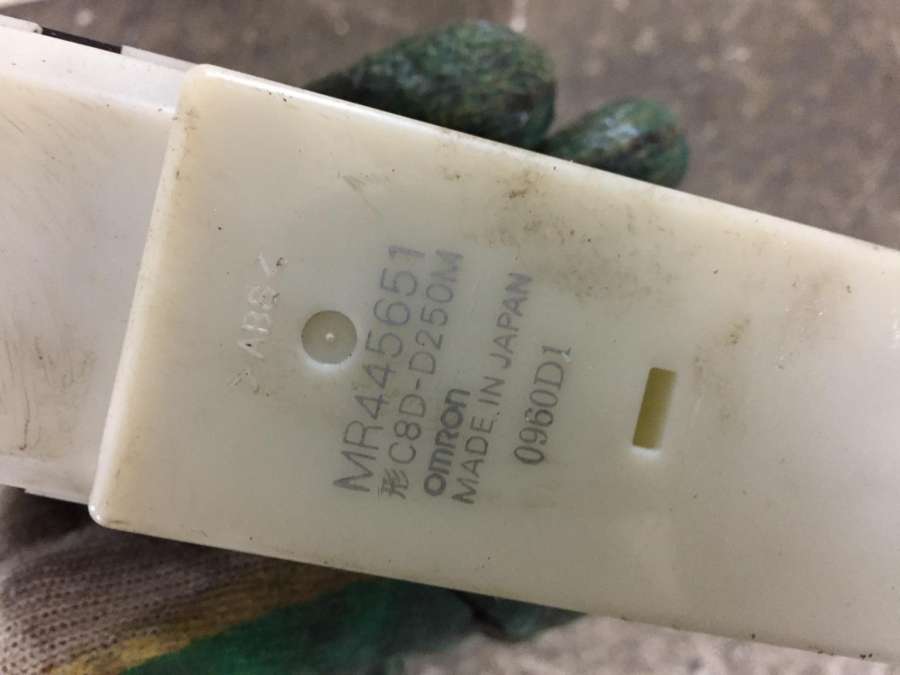 MR445651
形C8D-D250M
omron
MADE IN JAPAN
0960D1
>ABS<